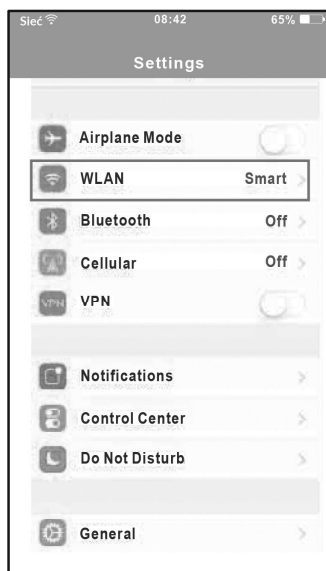 Sieć 08:42 65%
Settings
Airplane Mode
WLAN Smart
Bluetooth Off
Cellular Off
VPN VPN
Notifications
Control Center
Do Not Disturb
General